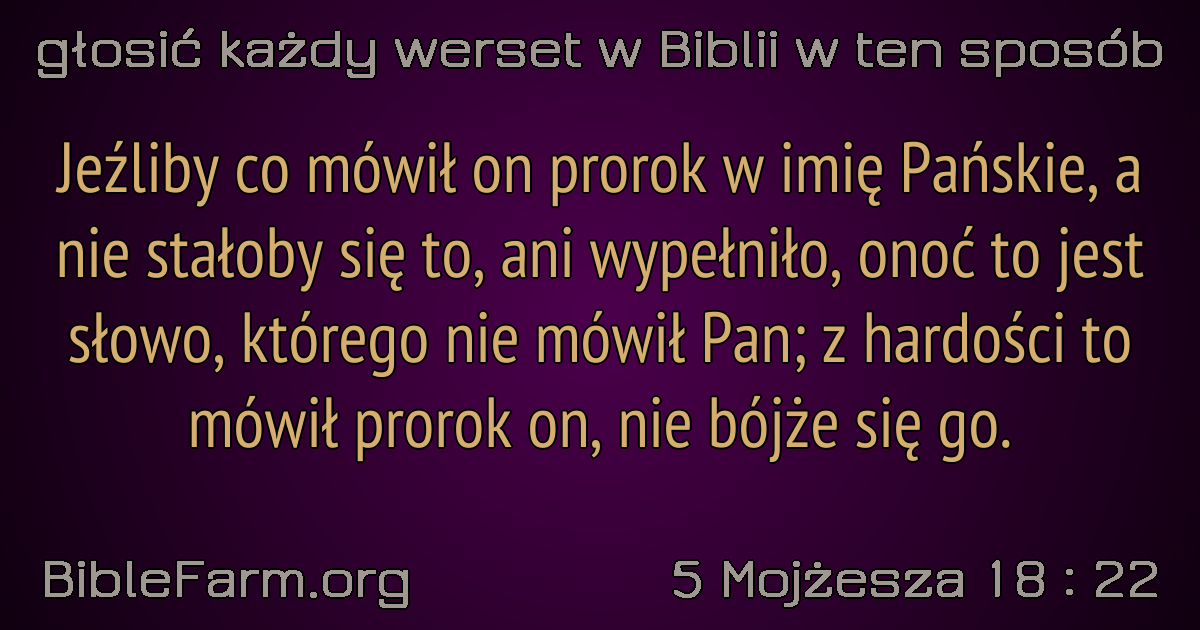 głosić każdy werset w Biblii w ten sposób
Jeźliby co mówił on prorok w imię Pańskie, a
nie stałoby się to, ani wypełniło, onoć to jest
słowo, którego nie mówił Pan; z hardości to
mówił prorok on, nie bójże się go.
BibleFarm.org
5 Mojżesza 18 : 22